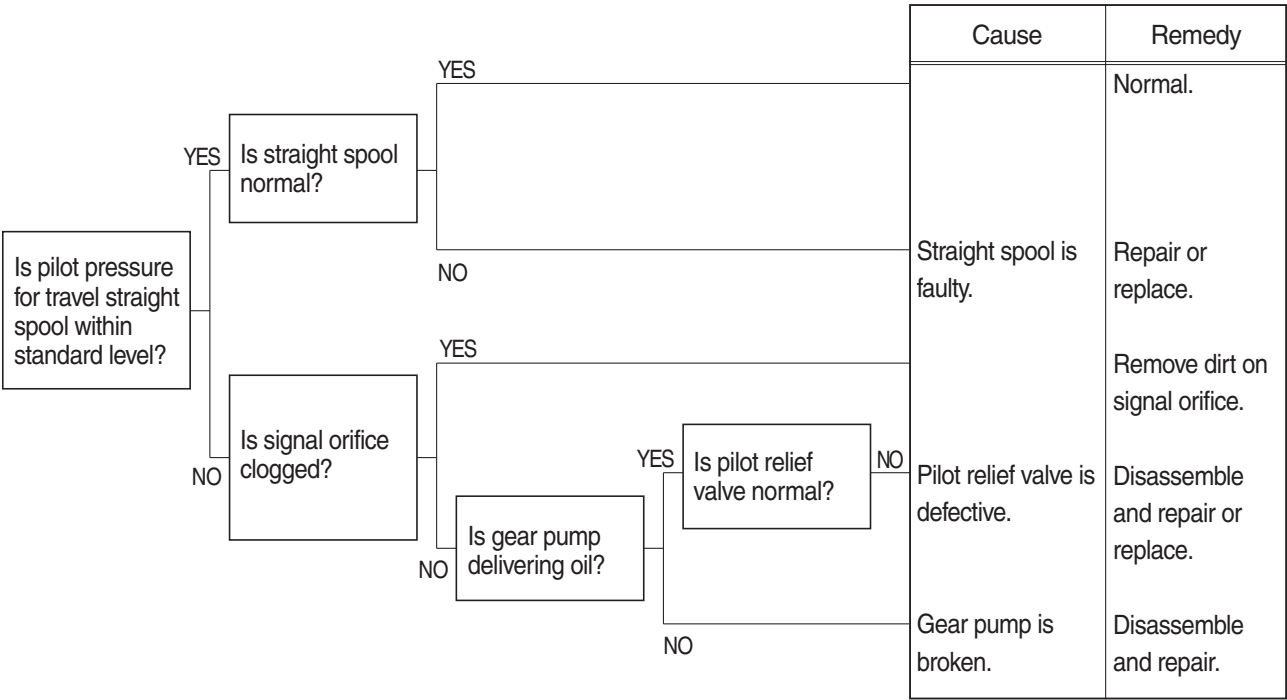 Cause
Remedy
YES
Normal.
YES
Is straight spool
normal?
NO
Straight spool is
faulty.
Repair or
replace.
Is pilot pressure
for travel straight
spool within
standard level?
YES
Remove dirt on
signal orifice.
NO
Is signal orifice
clogged?
YES
Is pilot relief
valve normal?
NO
Pilot relief valve is
defective.
Disassemble
and repair or
replace.
NO
Is gear pump
delivering oil?
NO
Gear pump is
broken.
Disassemble
and repair.